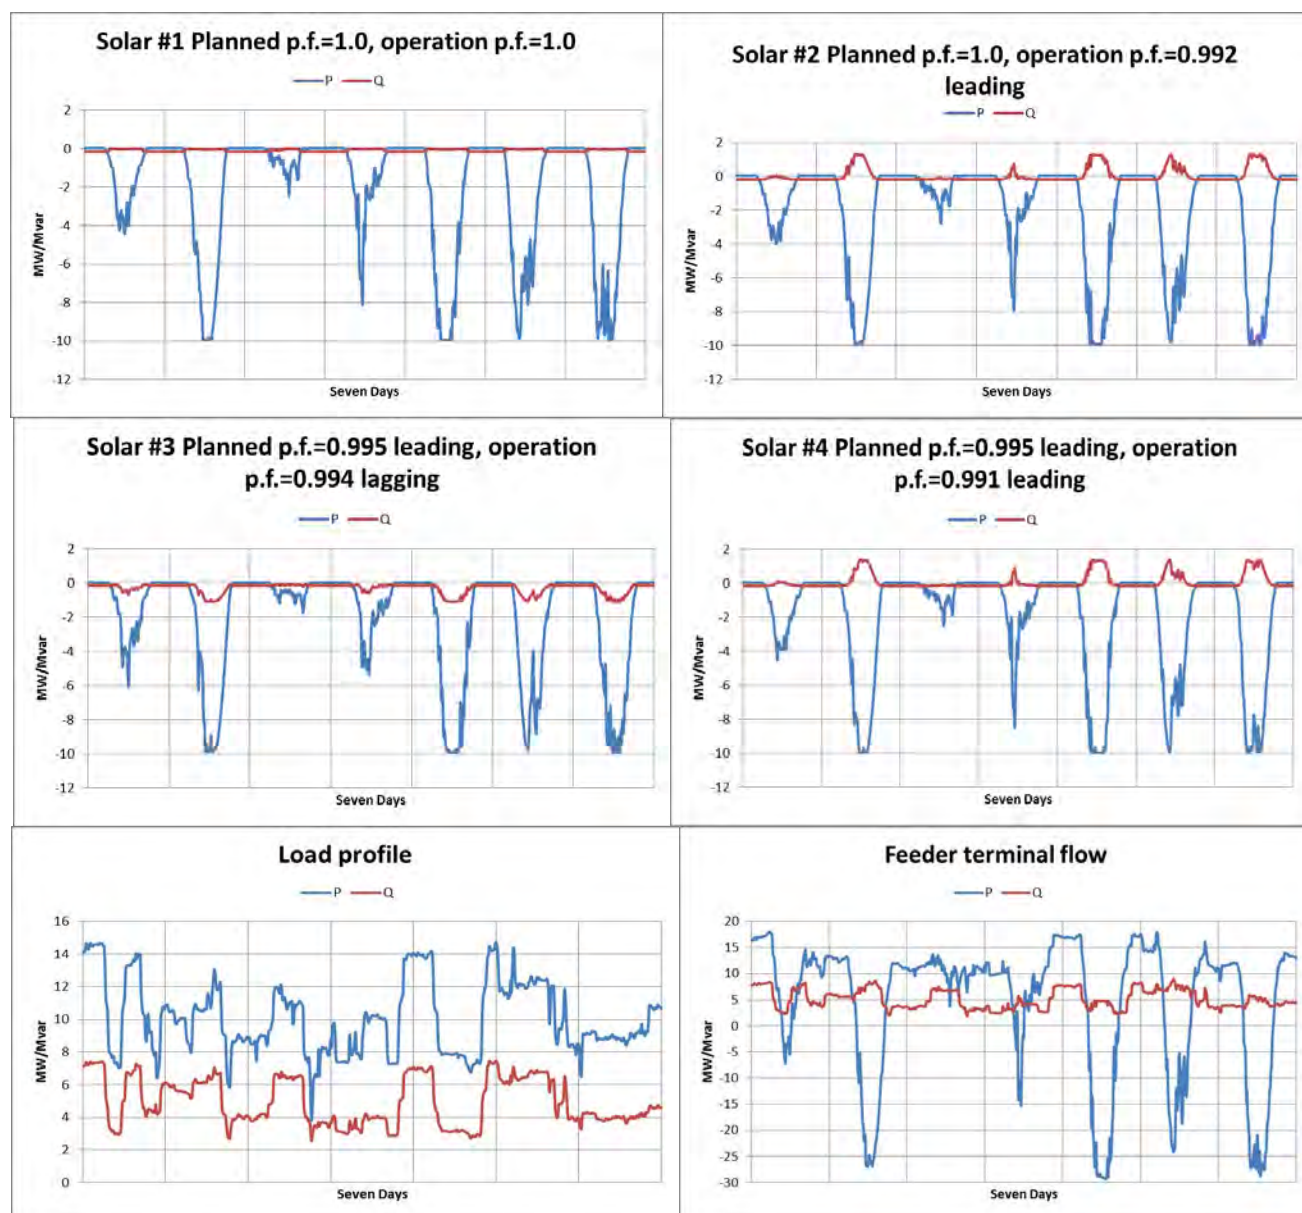 Solar #1 Planned p.f.=1.0, operation p.f.=1.0
P Q
2
0
-2
-4
-6
-8
-10
-12
MW/Mvar
Seven Days
Solar #2 Planned p.f.=1.0, operation p.f.=0.992
leading
P Q
2
0
-2
-4
-6
-8
-10
-12
MW/Mvar
Seven Days
Solar #3 Planned p.f.=0.995 leading, operation
p.f.=0.994 lagging
P Q
2
0
-2
-4
-6
-8
-10
-12
MW/Mvar
Seven Days
Solar #4 Planned p.f.=0.995 leading, operation
p.f.=0.991 leading
P Q
2
0
-2
-4
-6
-8
-10
-12
MW/Mvar
Seven Days
Load profile
P Q
16
14
12
10
8
6
4
2
0
MW/Mvar
Seven Days
Feeder terminal flow
P Q
20
15
10
5
0
-5
-10
-15
-20
-25
-30
MW/Mvar
Seven Days